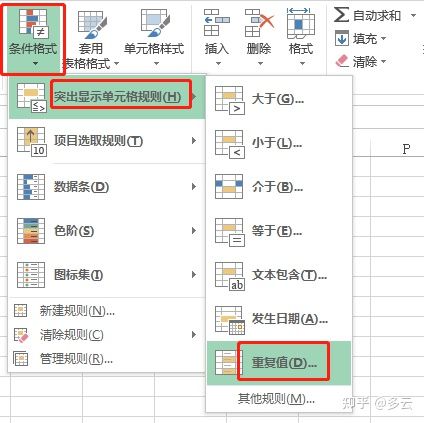 条件格式
套用
表格格式
单元格样式
插入
删除
格式
自动求和
填充
清除
突出显示单元格规则(H)
项目选取规则(T)
数据条(D)
色阶(S)
图标集(I)
新建规则(N)...
清除规则(C)
管理规则(R)...
大于(G)...
小于(L)...
介于(B)...
等于(E)...
文本包含(T)...
发生日期(A)...
重复值(D)...
其他规则(M)...
P
10
ab
知乎 @多云